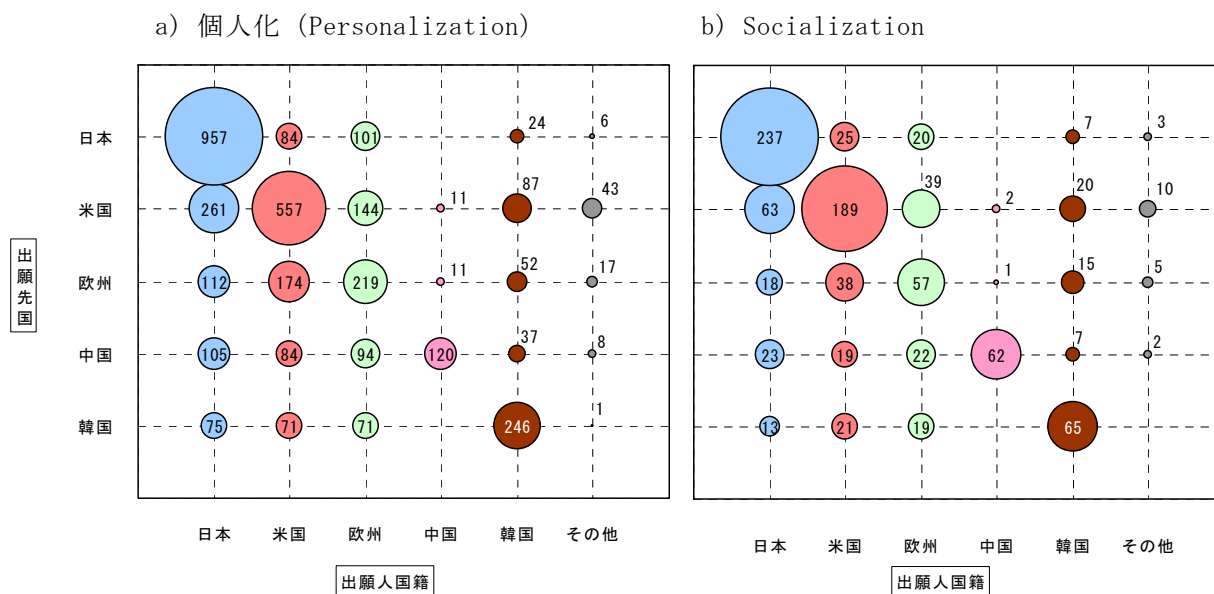 a) 個人化 (Personalization)
b) Socialization
出願先国
日本 957 84 101 24 6
米国 261 557 144 11 87 43
欧州 112 174 219 11 52 17
中国 105 84 94 120 37 8
韓国 75 71 71 246 1
日本 米国 欧州 中国 韓国 その他
出願人国籍
237 25 20 7 3
63 189 39 2 20 10
18 38 57 1 15 5
23 19 22 62 7 2
13 21 19 65
日本 米国 欧州 中国 韓国 その他
出願人国籍